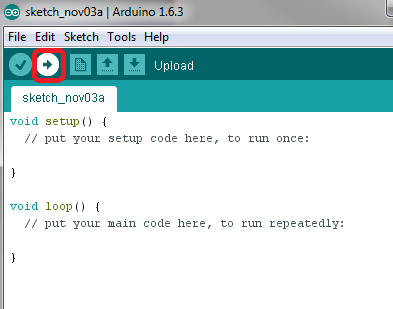 sketch_nov03a | Arduino 1.6.3
File Edit Sketch Tools Help
Upload
sketch_nov03a
void setup() {
// put your setup code here, to run once:
}
void loop() {
// put your main code here, to run repeatedly:
}